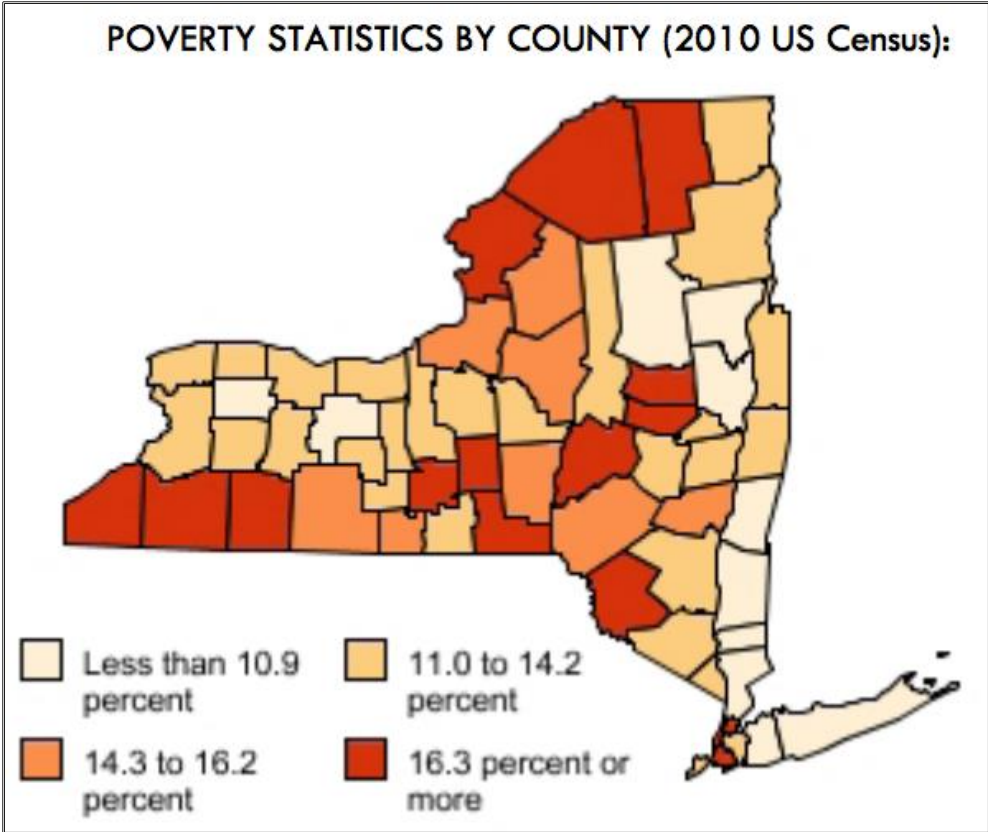 POVERTY STATISTICS BY COUNTY (2010 US Census):
Less than 10.9
percent
11.0 to 14.2
percent
14.3 to 16.2
percent
16.3 percent or
more